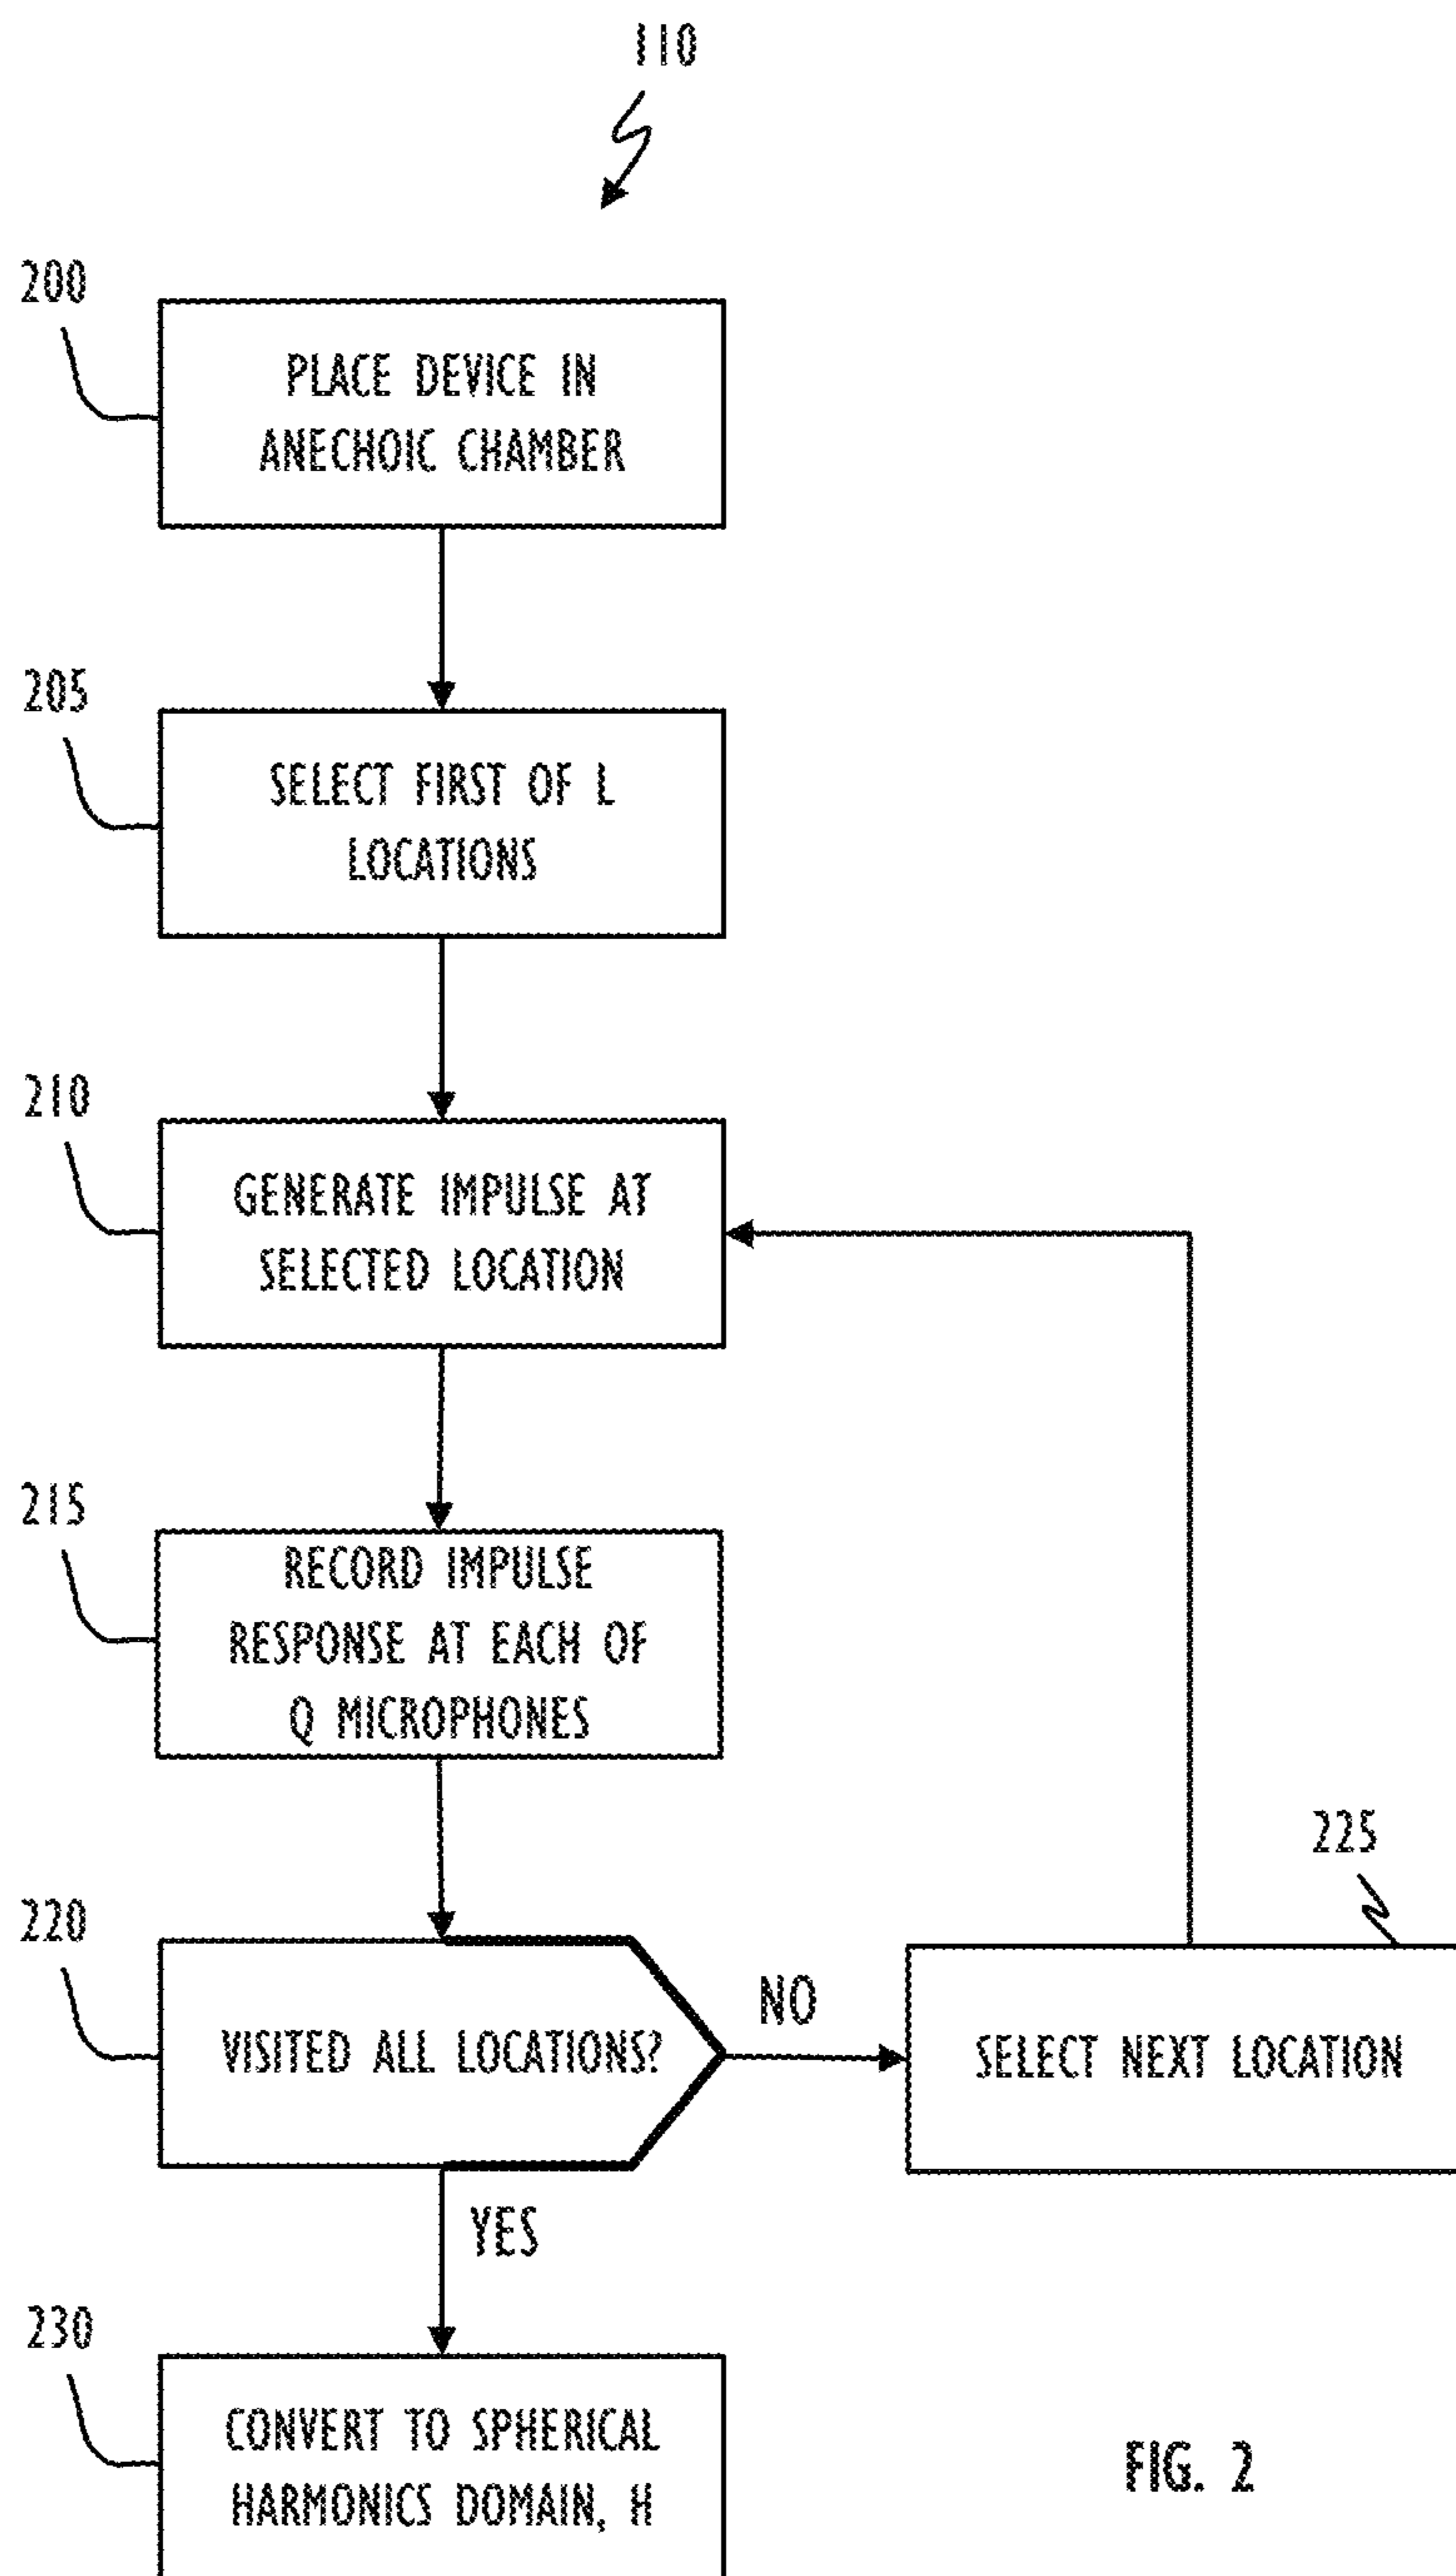 110
200
PLACE DEVICE IN
ANECHOIC CHAMBER
205
SELECT FIRST OF L
LOCATIONS
210
GENERATE IMPULSE AT
SELECTED LOCATION
215
RECORD IMPULSE
RESPONSE AT EACH OF
Q MICROPHONES
220
VISITED ALL LOCATIONS?
NO
225
SELECT NEXT LOCATION
YES
230
CONVERT TO SPHERICAL
HARMONICS DOMAIN, H
FIG. 2